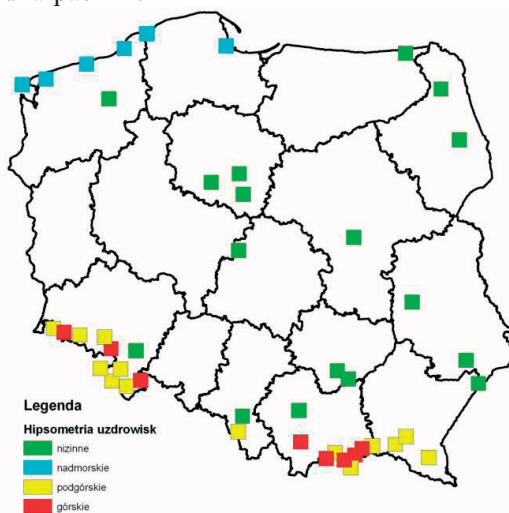 Legenda
Hipsometria uzdrowisk
nizinne
nadmorskie
podgórskie
górskie